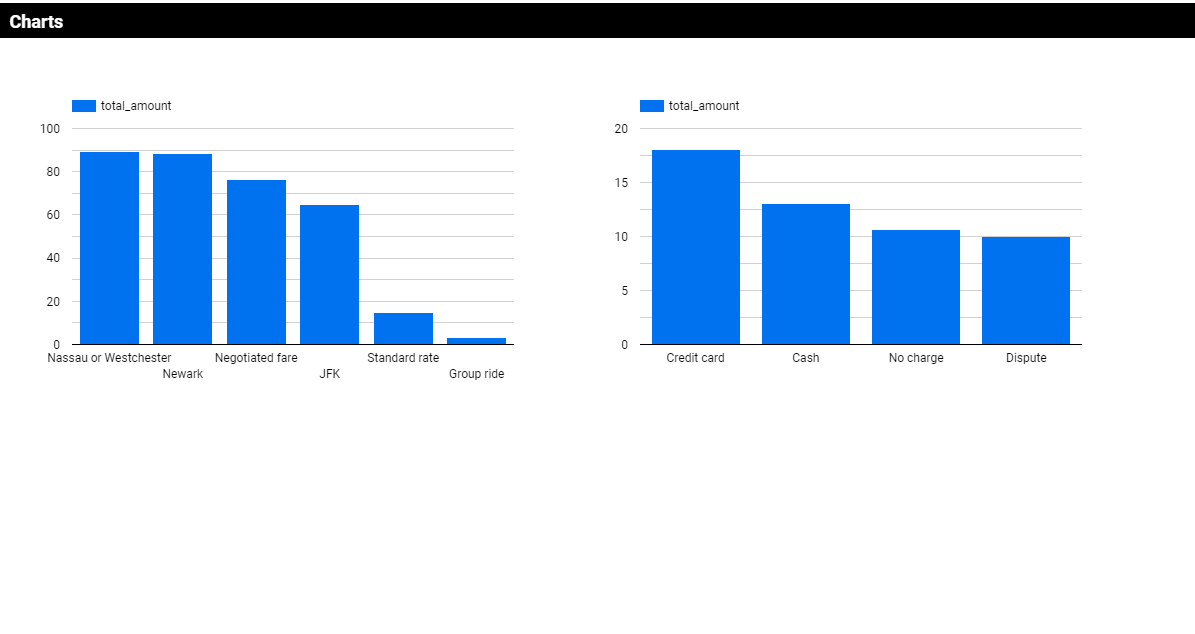 Charts
total_amount
100
80
60
40
20
0
Nassau or Westchester
Newark
Negotiated fare
JFK
Standard rate
Group ride
total_amount
20
15
10
5
0
Credit card
Cash
No charge
Dispute